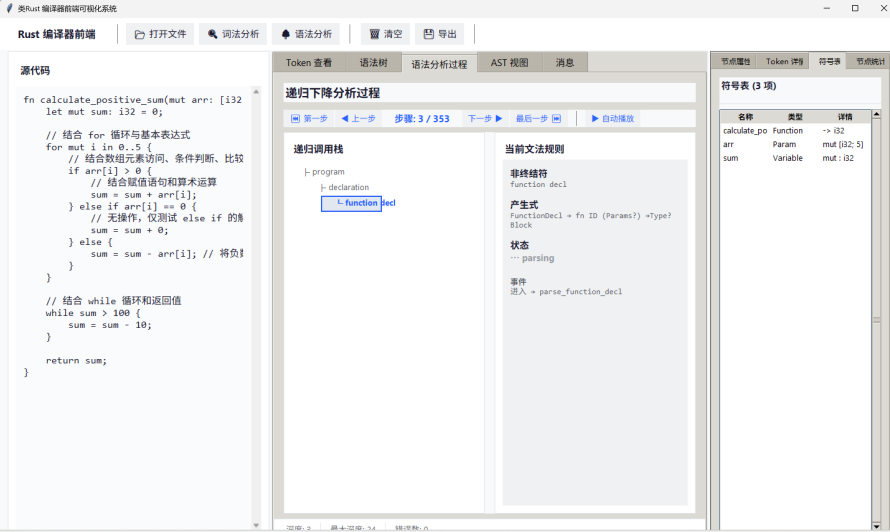 类Rust 编译器前端可视化系统
Rust 编译器前端
打开文件
词法分析
语法分析
清空
导出
源代码
fn calculate_positive_sum(mut arr: [i32
let mut sum: i32 = 0;
// 结合 for 循环与基本表达式
for mut i in 0..5 {
// 结合数组元素访问、条件判断、比较
if arr[i] > 0 {
// 结合赋值语句和算术运算
sum = sum + arr[i];
} else if arr[i] == 0 {
// 无操作，仅测试 else if 的解
sum = sum + 0;
} else {
sum = sum - arr[i]; // 将负数
}
}
// 结合 while 循环和返回值
while sum > 100 {
sum = sum - 10;
}
return sum;
}
Token 查看
语法树
语法分析过程
AST 视图
消息
递归下降分析过程
第一步
上一步
步骤: 3 / 353
下一步
最后一步
自动播放
递归调用栈
program
declaration
function decl
当前文法规则
非终结符
function decl
产生式
FunctionDecl → fn ID (Params?) →Type?
Block
状态
··· parsing
事件
进入 → parse_function_decl
深度: 3
最大深度: 24
错误数: 0
节点属性
Token 详情
符号表
节点统计
符号表 (3 项)
名称 类型 详情
calculate_po Function -> i32
arr Param mut [i32; 5]
sum Variable mut : i32